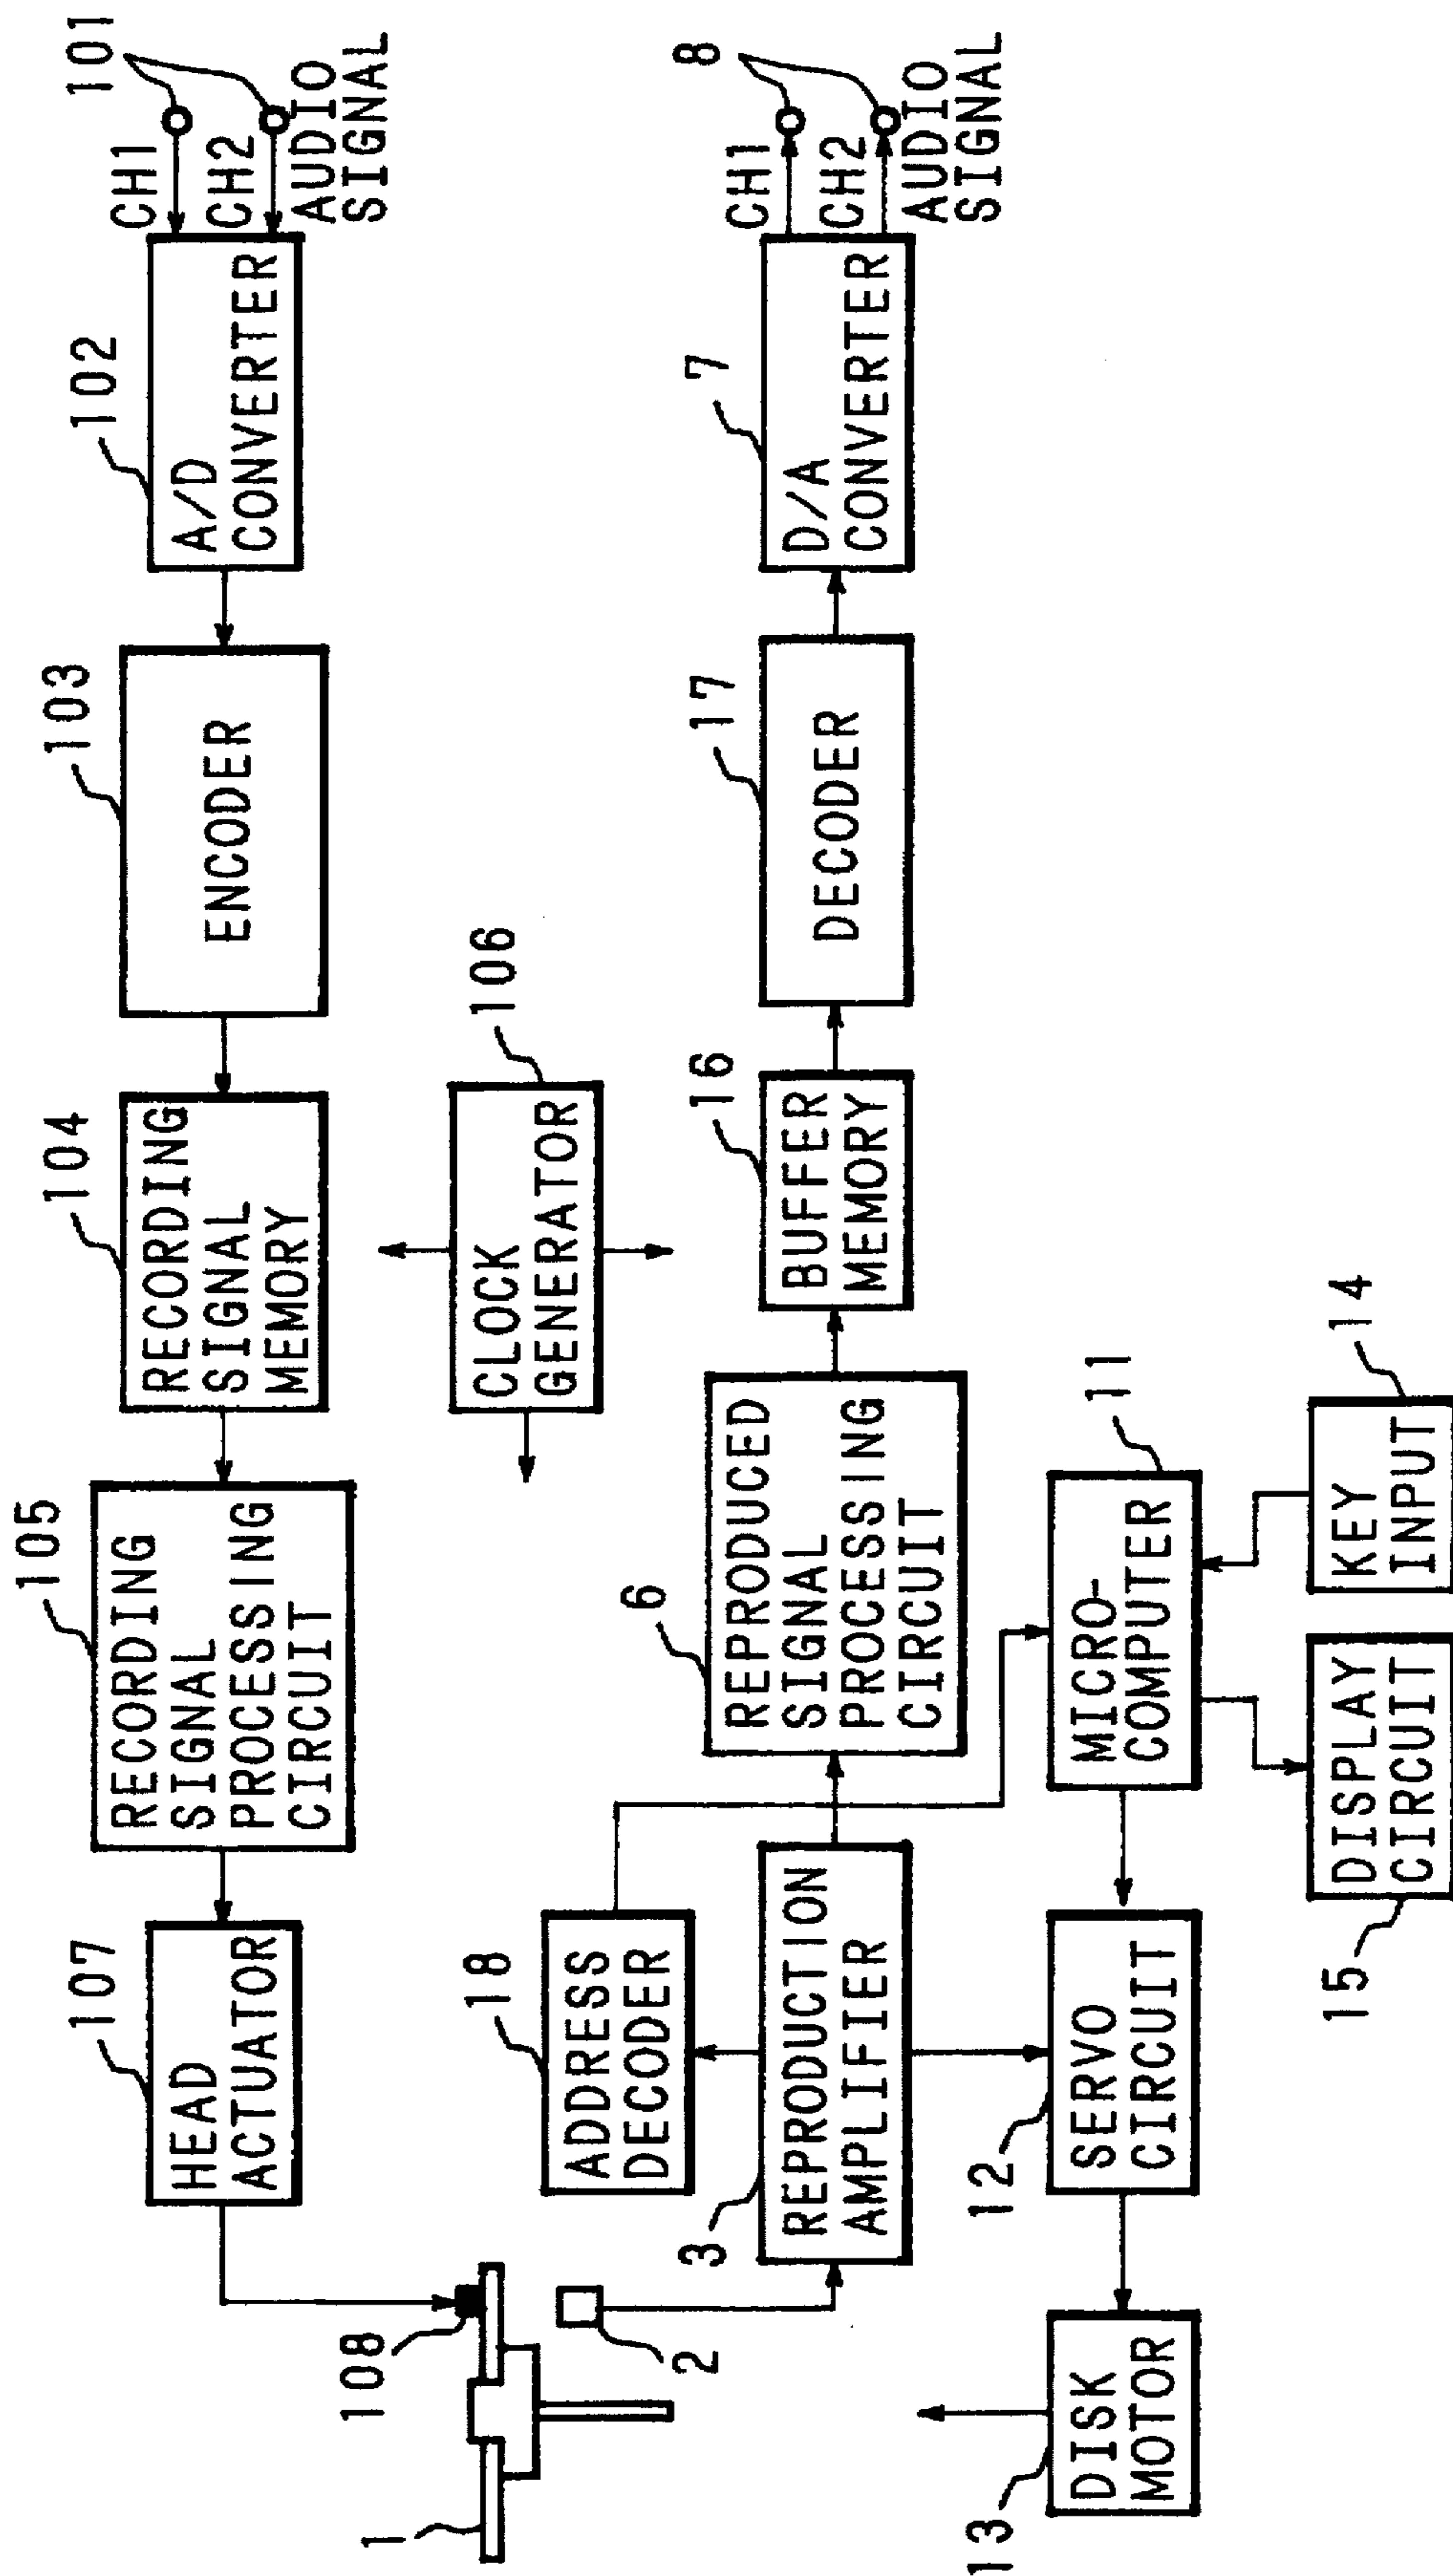 101
CH1
CH2
AUDIO
SIGNAL
102
A/D
CONVERTER
103
ENCODER
104
RECORDING
SIGNAL
MEMORY
105
RECORDING
SIGNAL
PROCESSING
CIRCUIT
107
HEAD
ACTUATOR
108
1
2
106
CLOCK
GENERATOR
18
ADDRESS
DECODER
3
REPRODUCTION
AMPLIFIER
6
REPRODUCED
SIGNAL
PROCESSING
CIRCUIT
16
BUFFER
MEMORY
17
DECODER
7
D/A
CONVERTER
CH1
CH2
8
AUDIO
SIGNAL
13
DISK
MOTOR
12
SERVO
CIRCUIT
11
MICRO-
COMPUTER
15
DISPLAY
CIRCUIT
14
KEY
INPUT